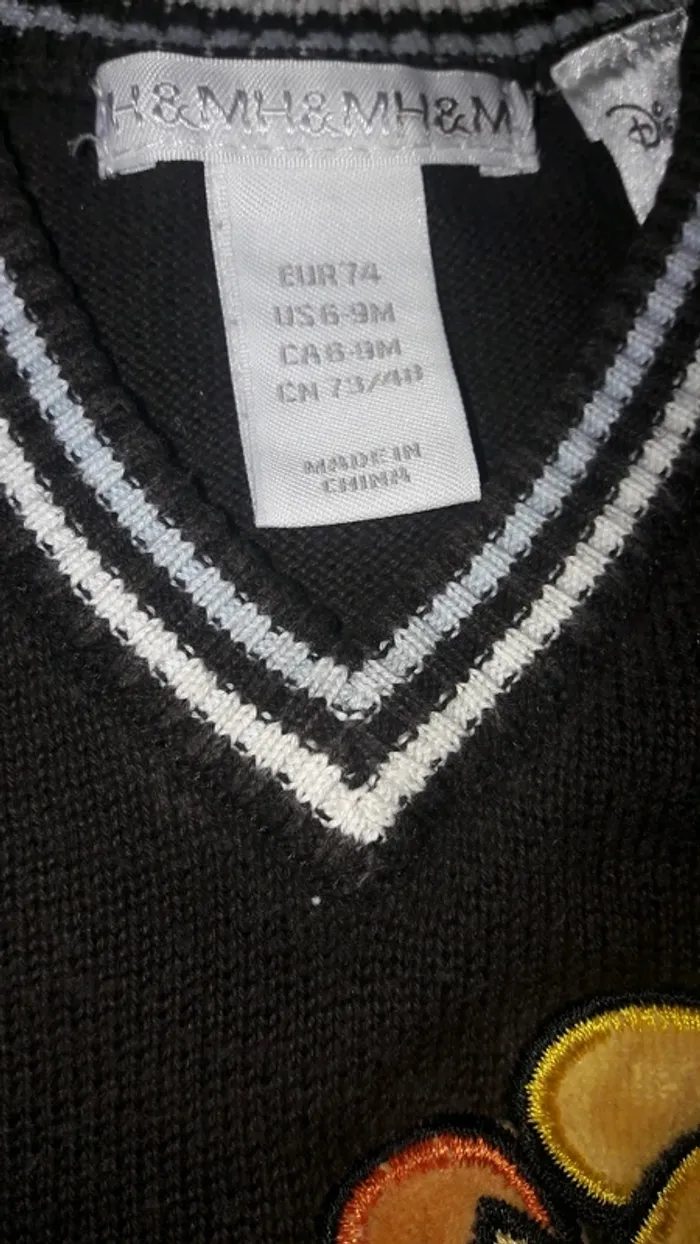 H&MH&MH&M
EUR 74
US 6-9M
CA 6-9M
CN 73/48
MADE IN
CHINA